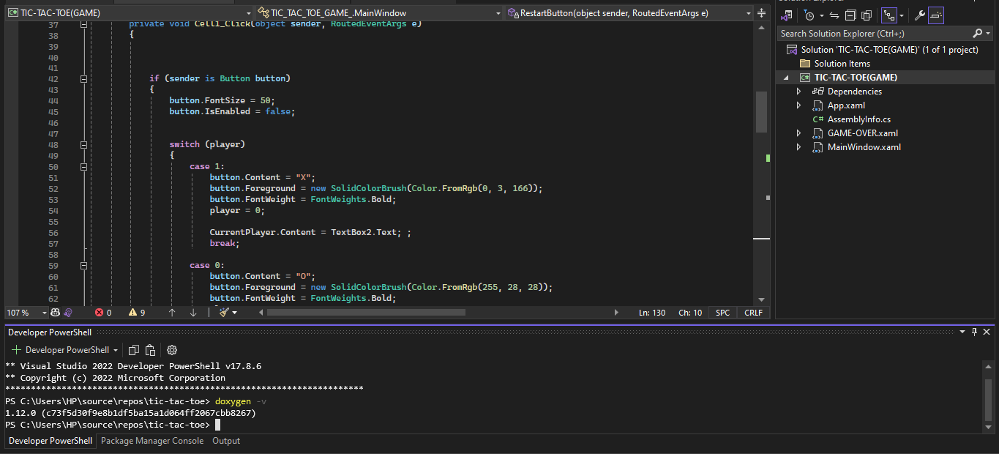 TIC-TAC-TOE(GAME)
TIC_TAC_TOE_GAME_.MainWindow
RestartButton(object sender, RoutedEventArgs e)
37 private void Cell1_Click(object sender, RoutedEventArgs e)
38 {
39
40
41
42 if (sender is Button button)
43 {
44 button.FontSize = 50;
45 button.IsEnabled = false;
46
47
48 switch (player)
49 {
50 case 1:
51 button.Content = "X";
52 button.Foreground = new SolidColorBrush(Color.FromRgb(0, 3, 166));
53 button.FontWeight = FontWeights.Bold;
54 player = 0;
55
56 CurrentPlayer.Content = TextBox2.Text; ;
57 break;
58
59 case 0:
60 button.Content = "O";
61 button.Foreground = new SolidColorBrush(Color.FromRgb(255, 28, 28));
62 button.FontWeight = FontWeights.Bold;
107 % 0 9 Ln: 130 Ch: 10 SPC CRLF
Search Solution Explorer (Ctrl+;)
Solution 'TIC-TAC-TOE(GAME)' (1 of 1 project)
Solution Items
C# TIC-TAC-TOE(GAME)
Dependencies
App.xaml
C# AssemblyInfo.cs
GAME-OVER.xaml
MainWindow.xaml
Developer PowerShell
Developer PowerShell
** Visual Studio 2022 Developer PowerShell v17.8.6
** Copyright (c) 2022 Microsoft Corporation
**********************************************************************
PS C:\Users\HP\source\repos\tic-tac-toe> doxygen -v
1.12.0 (c73f5d30f9e8b1df5ba15a1d064ff2067cbb8267)
PS C:\Users\HP\source\repos\tic-tac-toe>
Developer PowerShell Package Manager Console Output